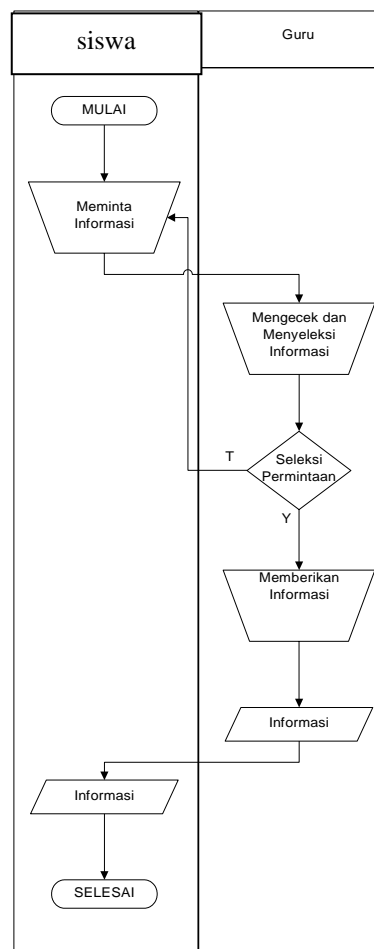 siswa
Guru
MULAI
Meminta
Informasi
Mengecek dan
Menyeleksi
Informasi
Seleksi
Permintaan
T
Y
Memberikan
Informasi
Informasi
Informasi
SELESAI